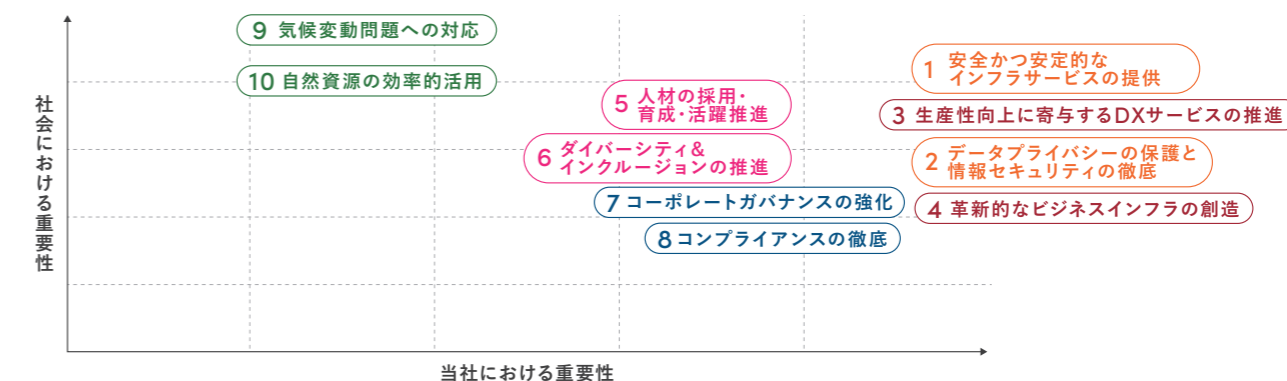 社会における重要性
9 気候変動問題への対応
10 自然資源の効率的活用
1 安全かつ安定的な
インフラサービスの提供
5 人材の採用・
育成・活躍推進
3 生産性向上に寄与するDXサービスの推進
6 ダイバーシティ&
インクルージョンの推進
2 データプライバシーの保護と
情報セキュリティの徹底
7 コーポレートガバナンスの強化
4 革新的なビジネスインフラの創造
8 コンプライアンスの徹底
当社における重要性